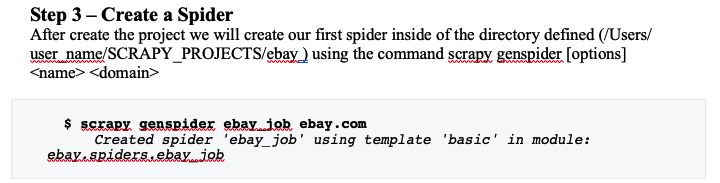 Step 3 – Create a Spider
After create the project we will create our first spider inside of the directory defined (/Users/
user_name/SCRAPY_PROJECTS/ebay ) using the command scrapy genspider [options]
<name> <domain>
$ scrapy genspider ebay_job ebay.com
Created spider 'ebay_job' using template 'basic' in module:
ebay.spiders.ebay_job